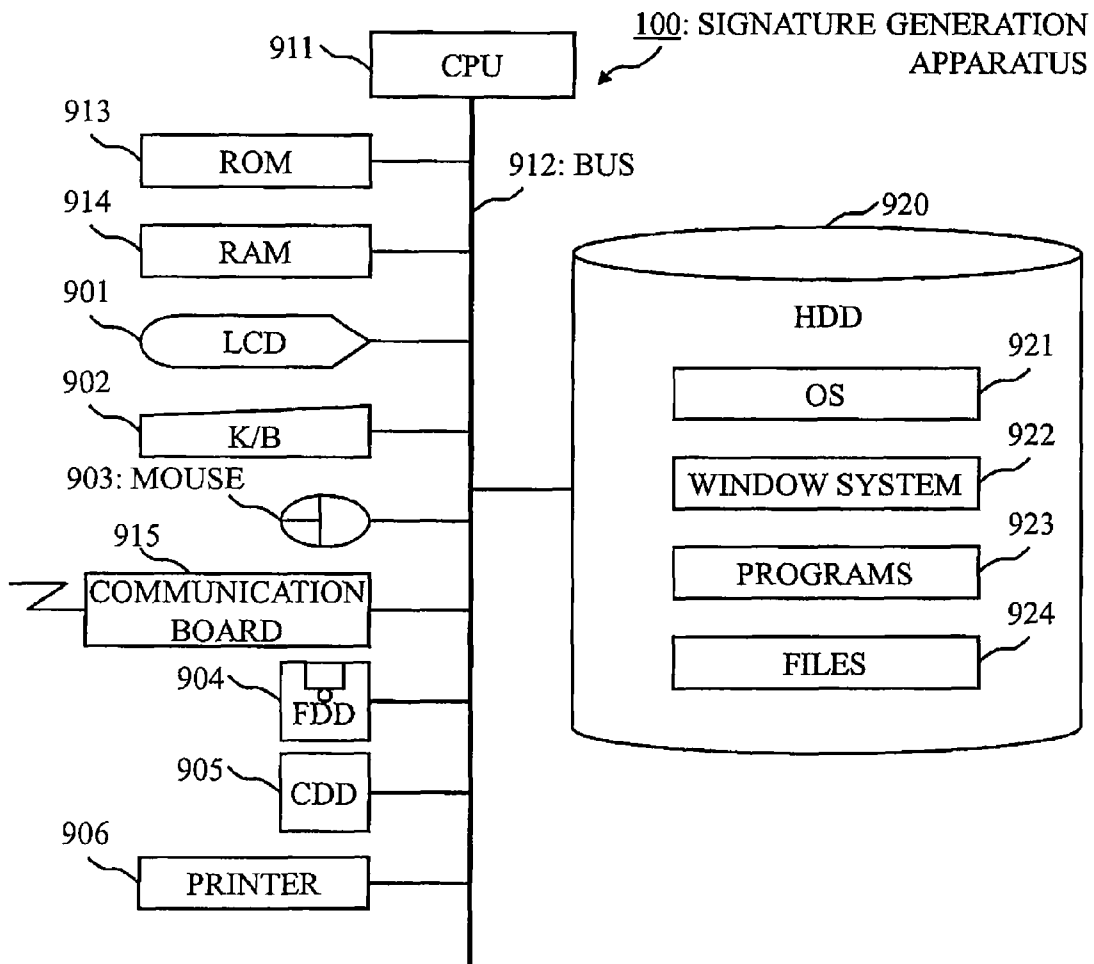 100: SIGNATURE GENERATION
APPARATUS
911
CPU
913
ROM
912: BUS
914
RAM
920
901
LCD
HDD
902
K/B
921
OS
903: MOUSE
922
WINDOW SYSTEM
915
COMMUNICATION
BOARD
923
PROGRAMS
904
FDD
924
FILES
905
CDD
906
PRINTER